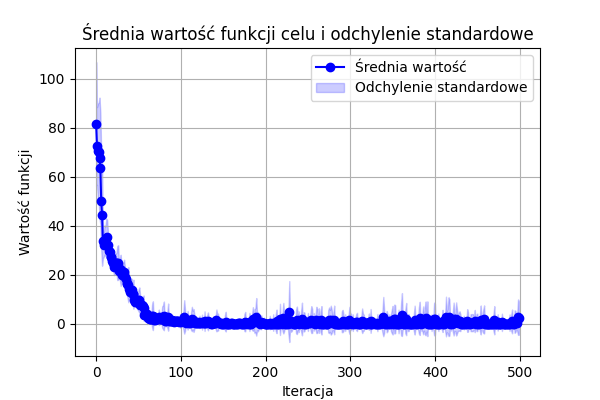 Średnia wartość funkcji celu i odchylenie standardowe
Średnia wartość
Odchylenie standardowe
Wartość funkcji
100
80
60
40
20
0
0
100
200
300
400
500
Iteracja